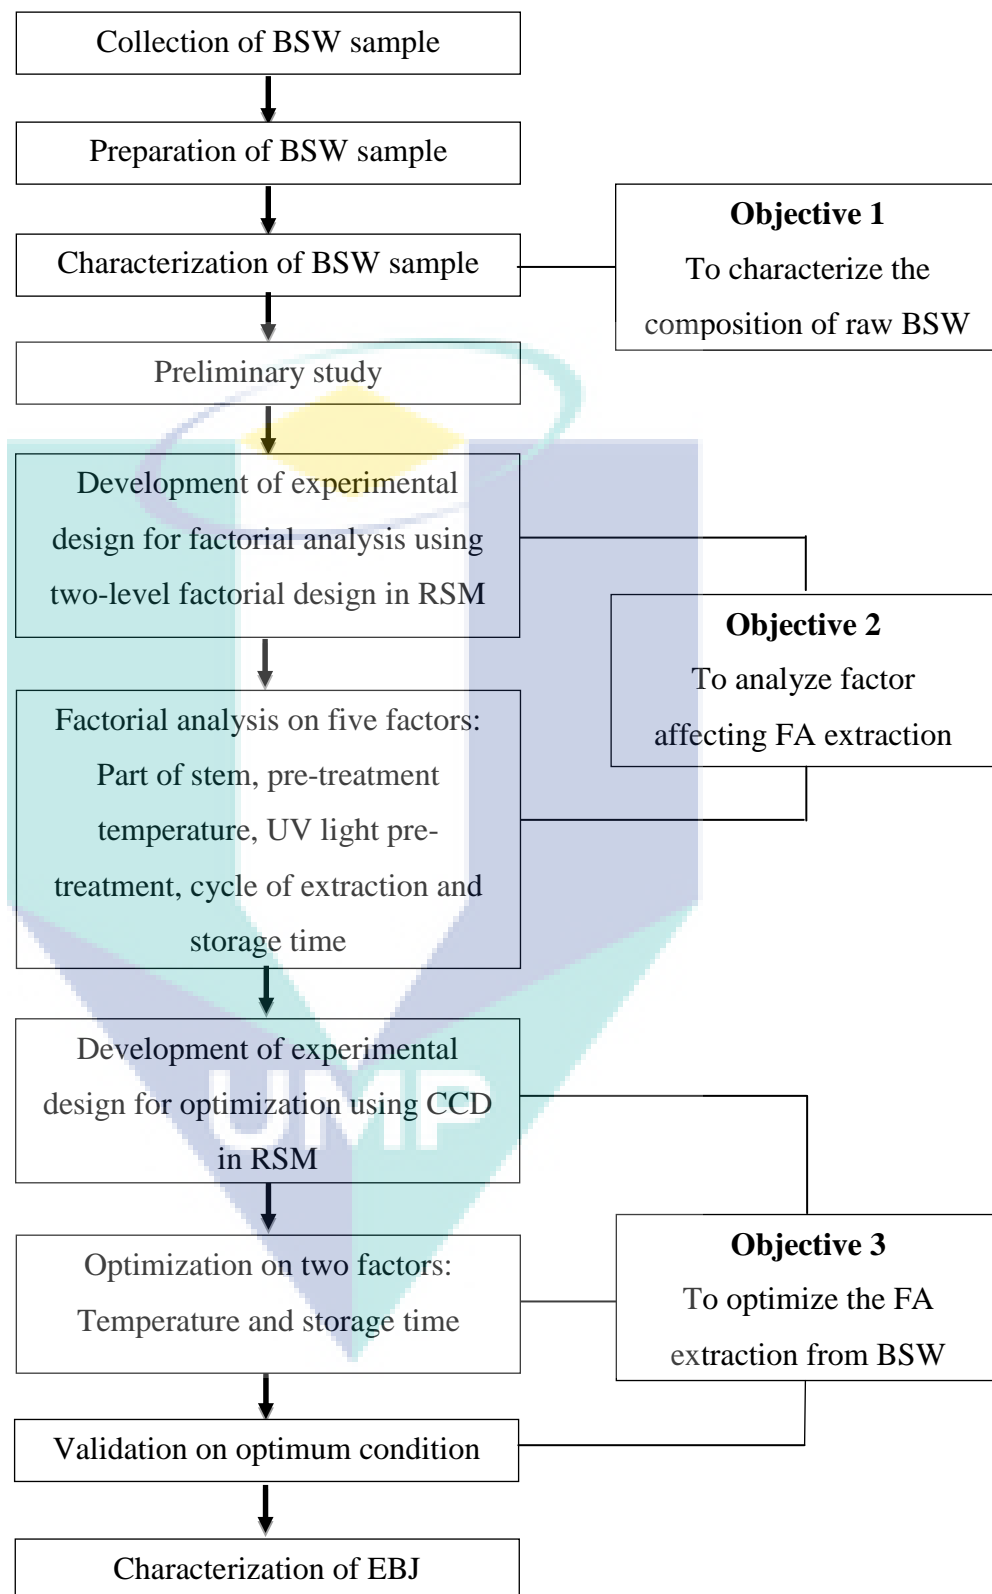 Collection of BSW sample
Preparation of BSW sample
Characterization of BSW sample
Objective 1
To characterize the
composition of raw BSW
Preliminary study
Development of experimental
design for factorial analysis using
two-level factorial design in RSM
Objective 2
To analyze factor
affecting FA extraction
Factorial analysis on five factors:
Part of stem, pre-treatment
temperature, UV light pre-
treatment, cycle of extraction and
storage time
Development of experimental
design for optimization using CCD
in RSM
UMP
Optimization on two factors:
Temperature and storage time
Objective 3
To optimize the FA
extraction from BSW
Validation on optimum condition
Characterization of EBJ